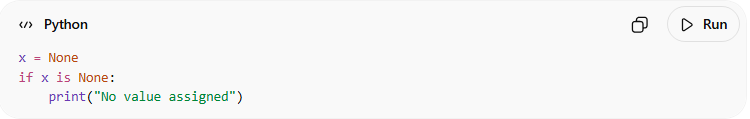 Python
Run
x = None
if x is None:
    print("No value assigned")